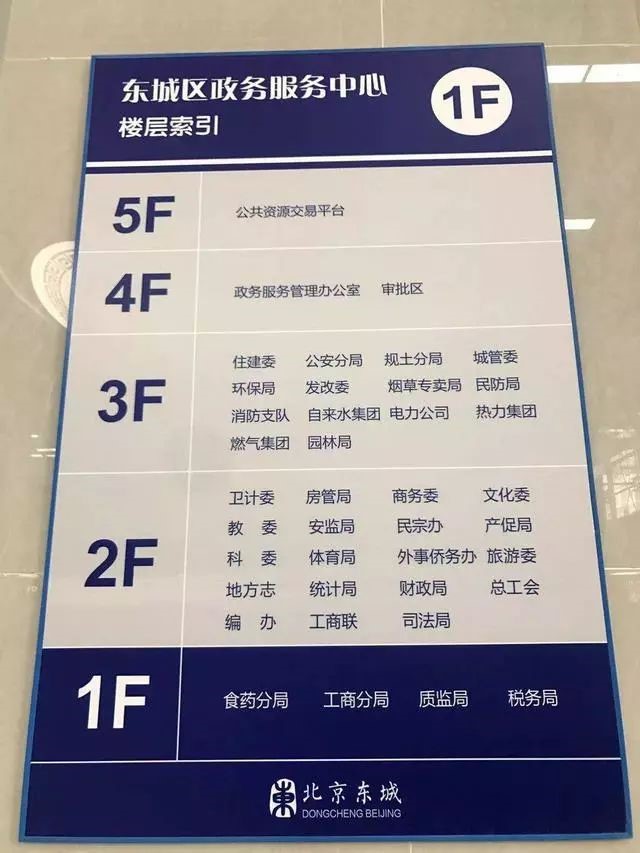 东城区政务服务中心
楼层索引
1F
5F
公共资源交易平台
4F
政务服务管理办公室 审批区
3F
住建委 公安分局 规土分局 城管委
环保局 发改委 烟草专卖局 民防局
消防支队 自来水集团 电力公司 热力集团
燃气集团 园林局
2F
卫计委 房管局 商务委 文化委
教 委 安监局 民宗办 产促局
科 委 体育局 外事侨务办 旅游委
地方志 统计局 财政局 总工会
编 办 工商联 司法局
1F
食药分局 工商分局 质监局 税务局
北京东城
DONGCHENG BEIJING